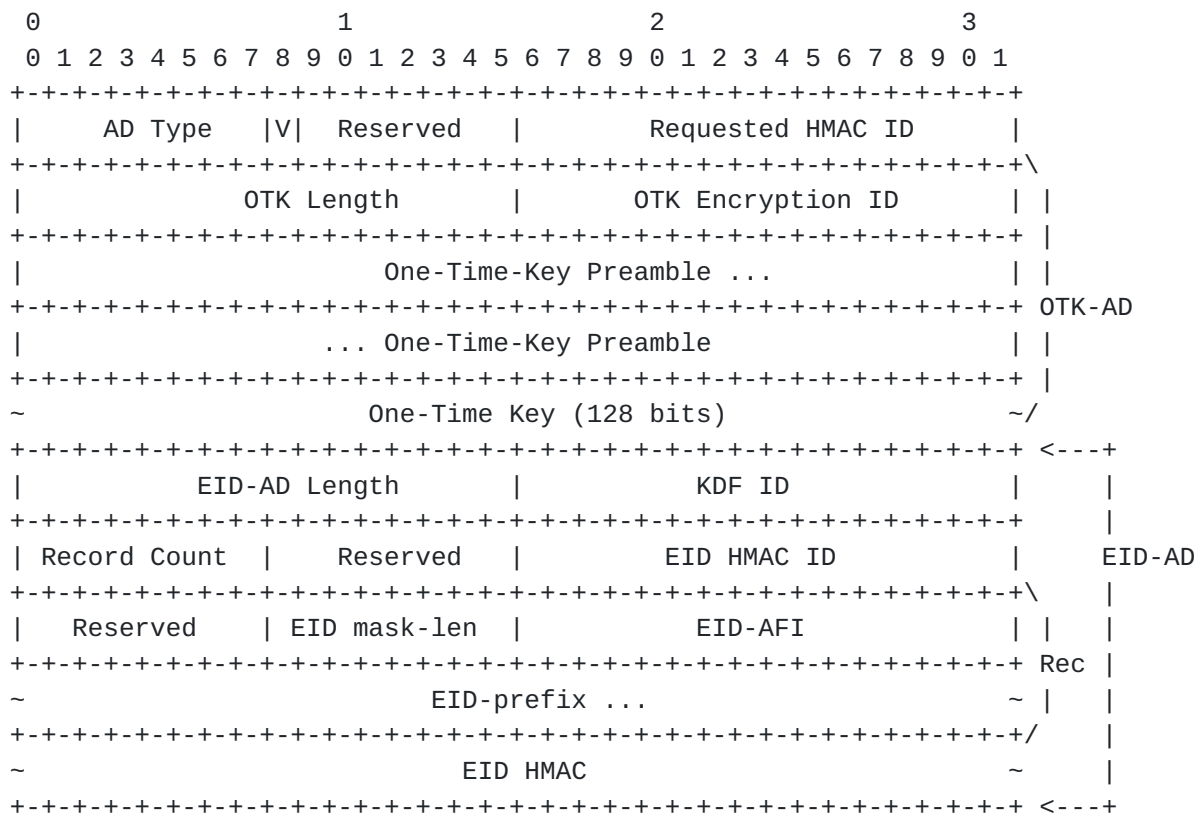 0                   1                   2                   3
 0 1 2 3 4 5 6 7 8 9 0 1 2 3 4 5 6 7 8 9 0 1 2 3 4 5 6 7 8 9 0 1
+-+-+-+-+-+-+-+-+-+-+-+-+-+-+-+-+-+-+-+-+-+-+-+-+-+-+-+-+-+-+-+-+
|     AD Type   |V|  Reserved   |        Requested HMAC ID      |
+-+-+-+-+-+-+-+-+-+-+-+-+-+-+-+-+-+-+-+-+-+-+-+-+-+-+-+-+-+-+-+-+\
|              OTK Length       |       OTK Encryption ID       | |
+-+-+-+-+-+-+-+-+-+-+-+-+-+-+-+-+-+-+-+-+-+-+-+-+-+-+-+-+-+-+-+-+ |
|                       One-Time-Key Preamble ...               | |
+-+-+-+-+-+-+-+-+-+-+-+-+-+-+-+-+-+-+-+-+-+-+-+-+-+-+-+-+-+-+-+-+ OTK-AD
|                   ... One-Time-Key Preamble                   | |
+-+-+-+-+-+-+-+-+-+-+-+-+-+-+-+-+-+-+-+-+-+-+-+-+-+-+-+-+-+-+-+-+ |
~                      One-Time Key (128 bits)                  ~/
+-+-+-+-+-+-+-+-+-+-+-+-+-+-+-+-+-+-+-+-+-+-+-+-+-+-+-+-+-+-+-+-+ <---+
|           EID-AD Length       |           KDF ID              |     |
+-+-+-+-+-+-+-+-+-+-+-+-+-+-+-+-+-+-+-+-+-+-+-+-+-+-+-+-+-+-+-+-+     |
| Record Count  |    Reserved   |         EID HMAC ID           |     EID-AD
+-+-+-+-+-+-+-+-+-+-+-+-+-+-+-+-+-+-+-+-+-+-+-+-+-+-+-+-+-+-+-+-+\    |
|   Reserved    | EID mask-len  |           EID-AFI             | |   |
+-+-+-+-+-+-+-+-+-+-+-+-+-+-+-+-+-+-+-+-+-+-+-+-+-+-+-+-+-+-+-+-+ Rec |
~                          EID-prefix ...                       ~ |   |
+-+-+-+-+-+-+-+-+-+-+-+-+-+-+-+-+-+-+-+-+-+-+-+-+-+-+-+-+-+-+-+-+/    |
~                            EID HMAC                           ~     |
+-+-+-+-+-+-+-+-+-+-+-+-+-+-+-+-+-+-+-+-+-+-+-+-+-+-+-+-+-+-+-+-+ <---+